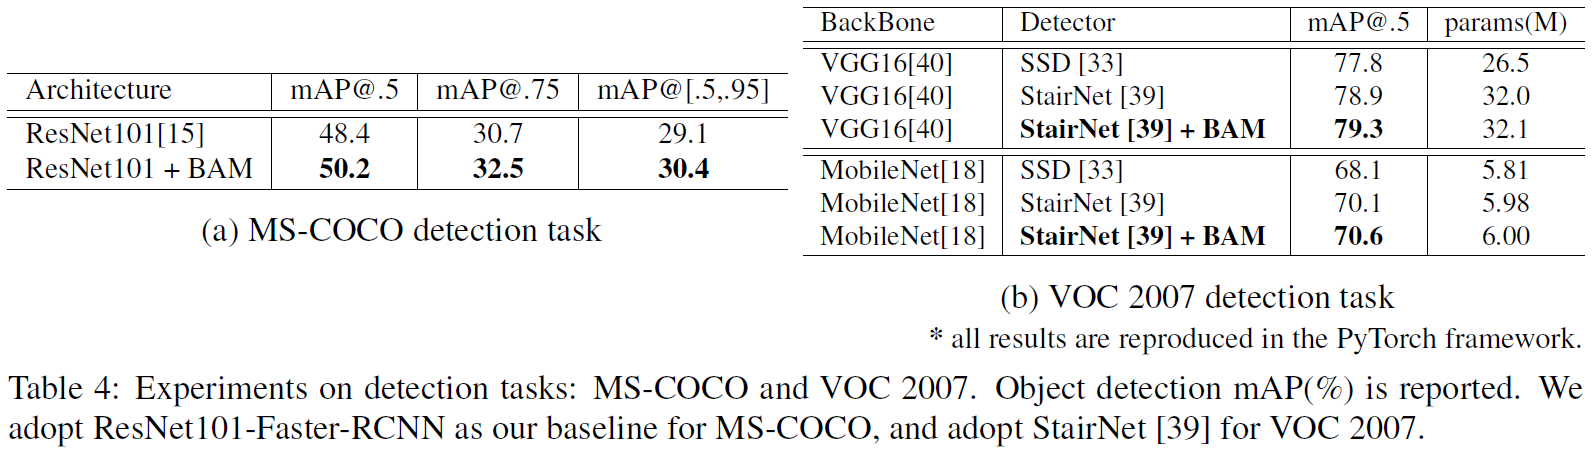 Architecture mAP@.5 mAP@.75 mAP@[.5,.95]
ResNet101[15] 48.4 30.7 29.1
ResNet101 + BAM 50.2 32.5 30.4
(a) MS-COCO detection task
BackBone Detector mAP@.5 params(M)
VGG16[40] SSD [33] 77.8 26.5
VGG16[40] StairNet [39] 78.9 32.0
VGG16[40] StairNet [39] + BAM 79.3 32.1
MobileNet[18] SSD [33] 68.1 5.81
MobileNet[18] StairNet [39] 70.1 5.98
MobileNet[18] StairNet [39] + BAM 70.6 6.00
(b) VOC 2007 detection task
* all results are reproduced in the PyTorch framework.
Table 4: Experiments on detection tasks: MS-COCO and VOC 2007. Object detection mAP(%) is reported. We
adopt ResNet101-Faster-RCNN as our baseline for MS-COCO, and adopt StairNet [39] for VOC 2007.